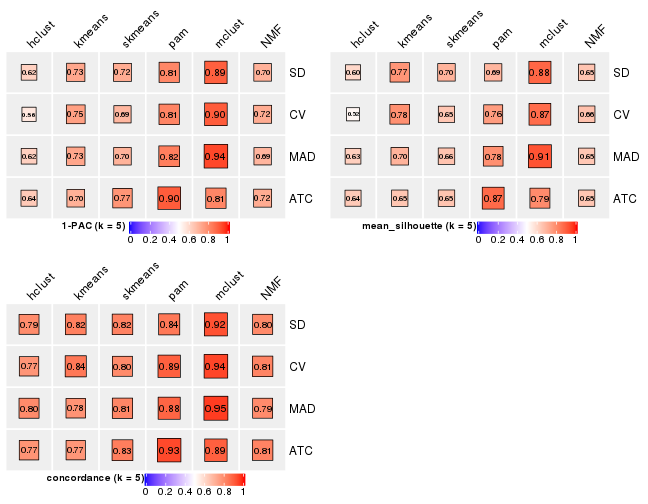 hclust kmeans skmeans pam mclust NMF
0.62 0.73 0.72 0.81 0.89 0.70 SD
0.56 0.75 0.69 0.81 0.90 0.72 CV
0.62 0.73 0.70 0.82 0.94 0.69 MAD
0.64 0.70 0.77 0.90 0.81 0.72 ATC
1-PAC (k = 5)
0 0.2 0.4 0.6 0.8 1
hclust kmeans skmeans pam mclust NMF
0.60 0.77 0.70 0.69 0.88 0.65 SD
0.52 0.78 0.65 0.76 0.87 0.66 CV
0.63 0.70 0.66 0.78 0.91 0.65 MAD
0.64 0.65 0.65 0.87 0.79 0.65 ATC
mean_silhouette (k = 5)
0 0.2 0.4 0.6 0.8 1
hclust kmeans skmeans pam mclust NMF
0.79 0.82 0.82 0.84 0.92 0.80 SD
0.77 0.84 0.80 0.89 0.94 0.81 CV
0.80 0.78 0.81 0.88 0.95 0.79 MAD
0.77 0.77 0.83 0.93 0.89 0.81 ATC
concordance (k = 5)
0 0.2 0.4 0.6 0.8 1